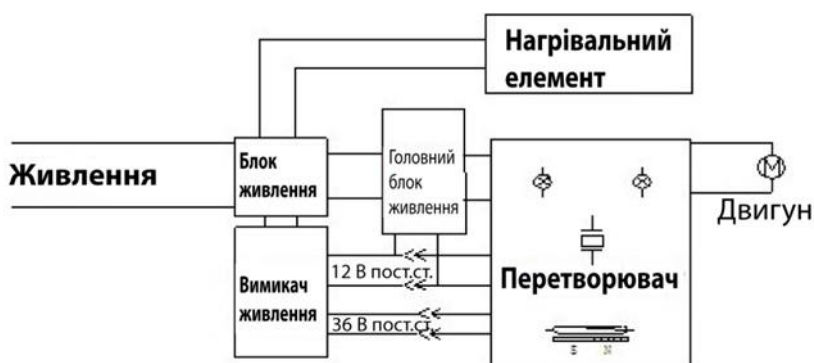 Нагрівальний
елемент
Живлення
Блок
живлення
Головний
блок
живлення
М
Двигун
Вимикач
живлення
12 В пост.ст.
36 В пост.ст.
Перетворювач